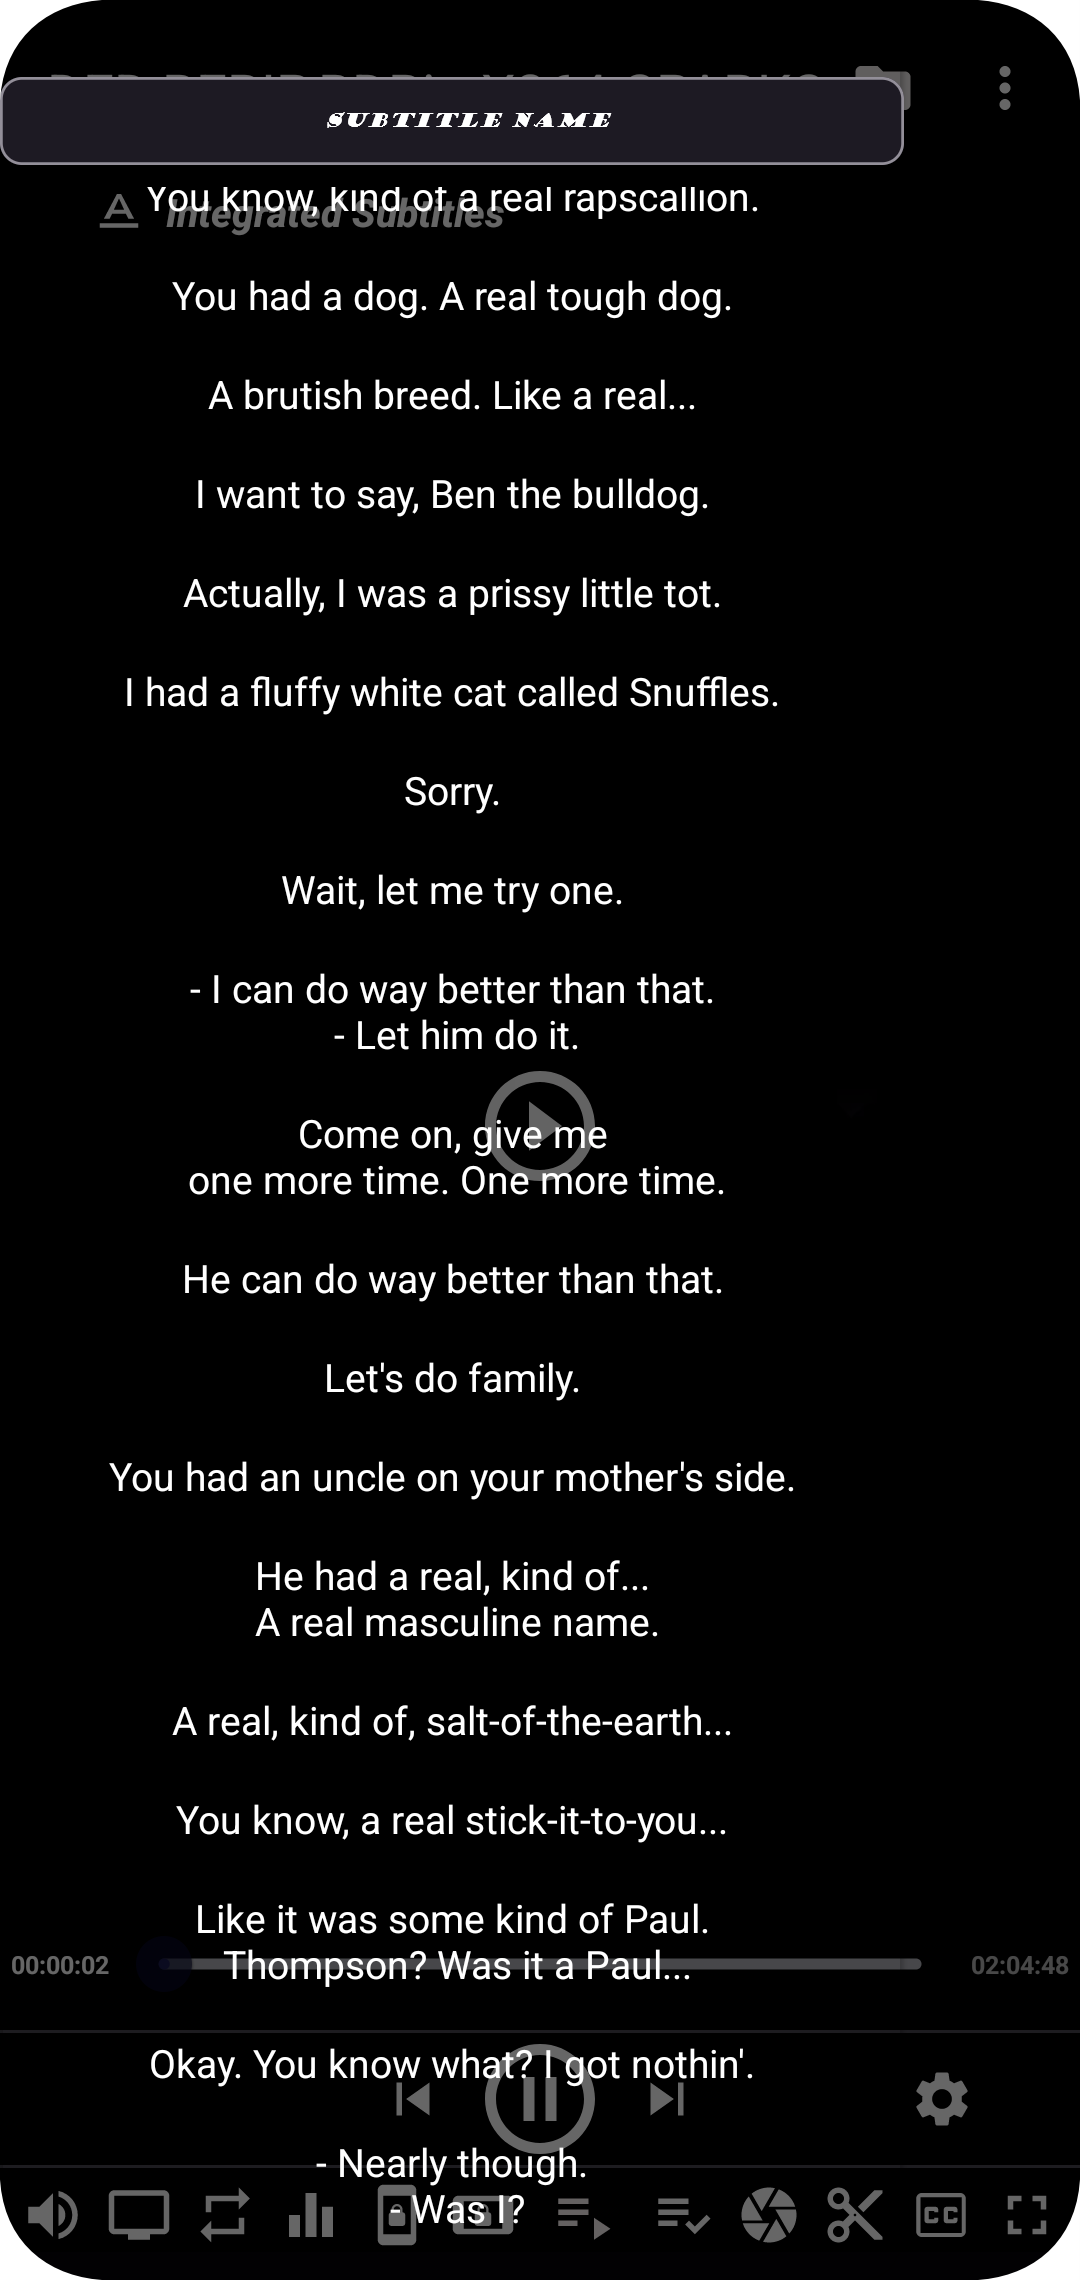 SUBTITLE NAME
You know, kind of a real rapscallion.
Integrated Subtitles
You had a dog. A real tough dog.
A brutish breed. Like a real...
I want to say, Ben the bulldog.
Actually, I was a prissy little tot.
I had a fluffy white cat called Snuffles.
Sorry.
Wait, let me try one.
- I can do way better than that.
- Let him do it.
Come on, give me
one more time. One more time.
He can do way better than that.
Let's do family.
You had an uncle on your mother's side.
He had a real, kind of...
A real masculine name.
A real, kind of, salt-of-the-earth...
You know, a real stick-it-to-you...
Like it was some kind of Paul.
00:00:02
Thompson? Was it a Paul...
02:04:48
Okay. You know what? I got nothin'.
- Nearly though.
- Was I?
CC